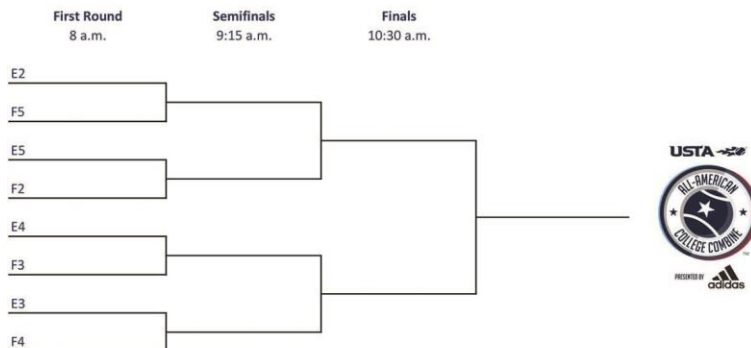 First Round Semifinals Finals
8 a.m. 9:15 a.m. 10:30 a.m.
E2
F5
E5
F2
E4
F3
E3
F4
USTA
ALL-AMERICAN
COLLEGE COMBINE
TM
PRESENTED BY
adidas